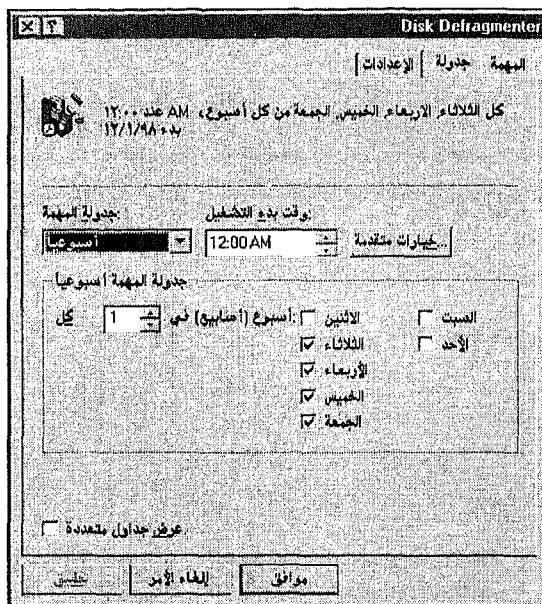 Disk Defragmenter
المهمة جدولة الإعدادات
كل الثلاثاء, الاربعاء, الخميس, الجمعة من كل أسبوع، AM عند ١٢:٠٠
بدء ١٢/١/٩٨
جدولة المهمة: وقت بدء التشغيل:
أسبوعياً 12:00 AM خيارات متقدمة...
جدولة المهمة أسبوعياً
كل 1 أسبوع (أسابيع) في: الاثنين السبت
الثلاثاء الأحد
الأربعاء
الخميس
الجمعة
عرض جداول متعددة.
موافق إلغاء الأمر تطبيق